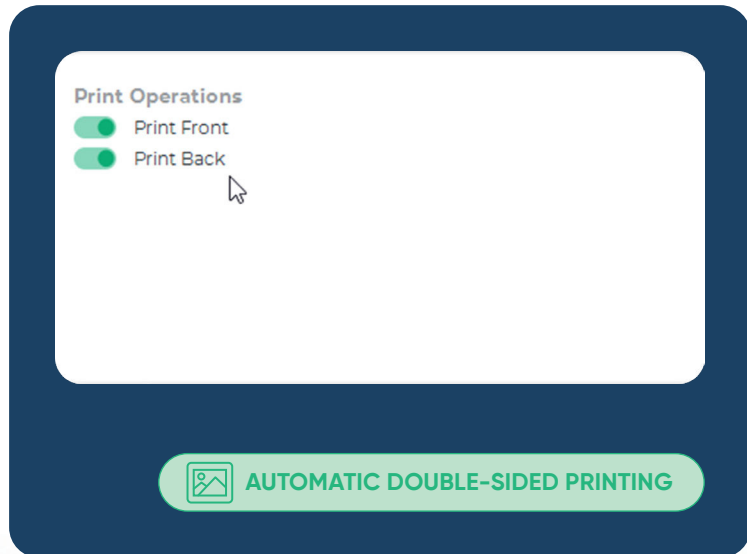 Print Operations
Print Front
Print Back
AUTOMATIC DOUBLE-SIDED PRINTING